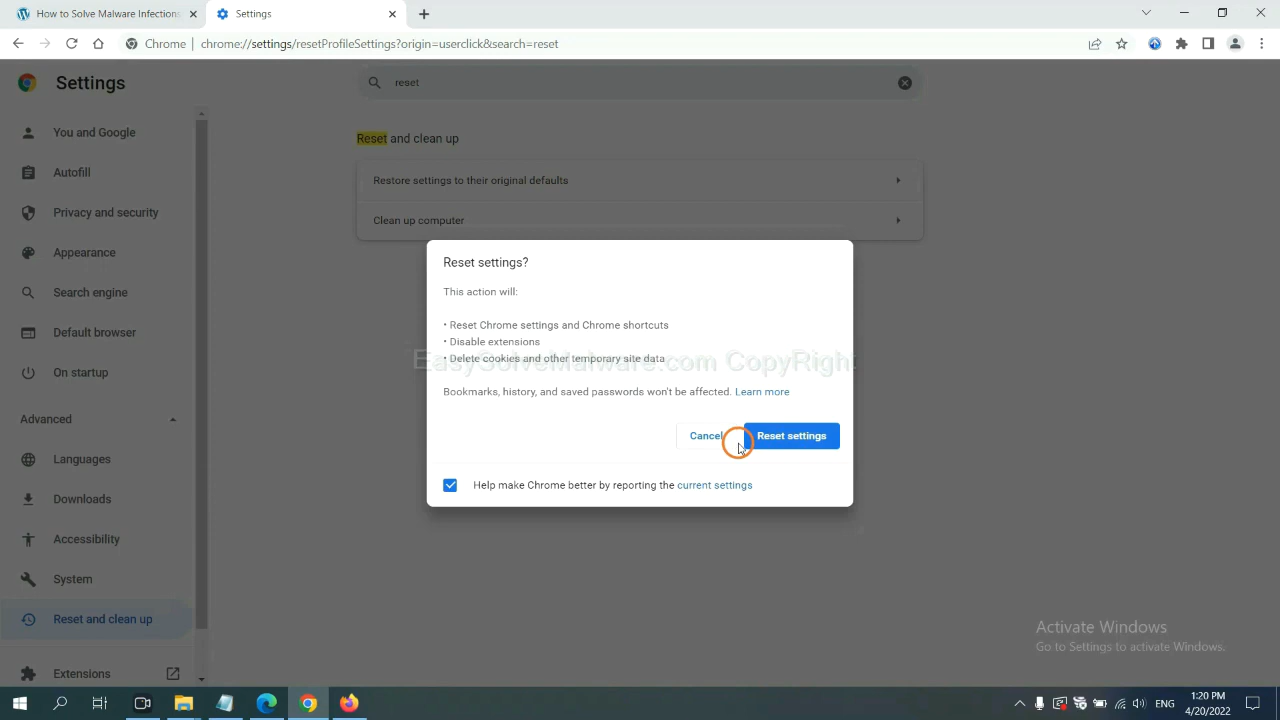 How to Solve Malware Infections
Settings
Chrome | chrome://settings/resetProfileSettings?origin=userclick&search=reset
Settings
reset
You and Google
Autofill
Privacy and security
Appearance
Search engine
Default browser
On startup
Advanced
Languages
Downloads
Accessibility
System
Reset and clean up
Extensions
Reset and clean up
Restore settings to their original defaults
Clean up computer
Reset settings?
This action will:
• Reset Chrome settings and Chrome shortcuts
• Disable extensions
• Delete cookies and other temporary site data
EasySolveMalware.com CopyRight
Bookmarks, history, and saved passwords won't be affected. Learn more
Cancel
Reset settings
Help make Chrome better by reporting the current settings
Activate Windows
Go to Settings to activate Windows.
ENG
1:20 PM
4/20/2022